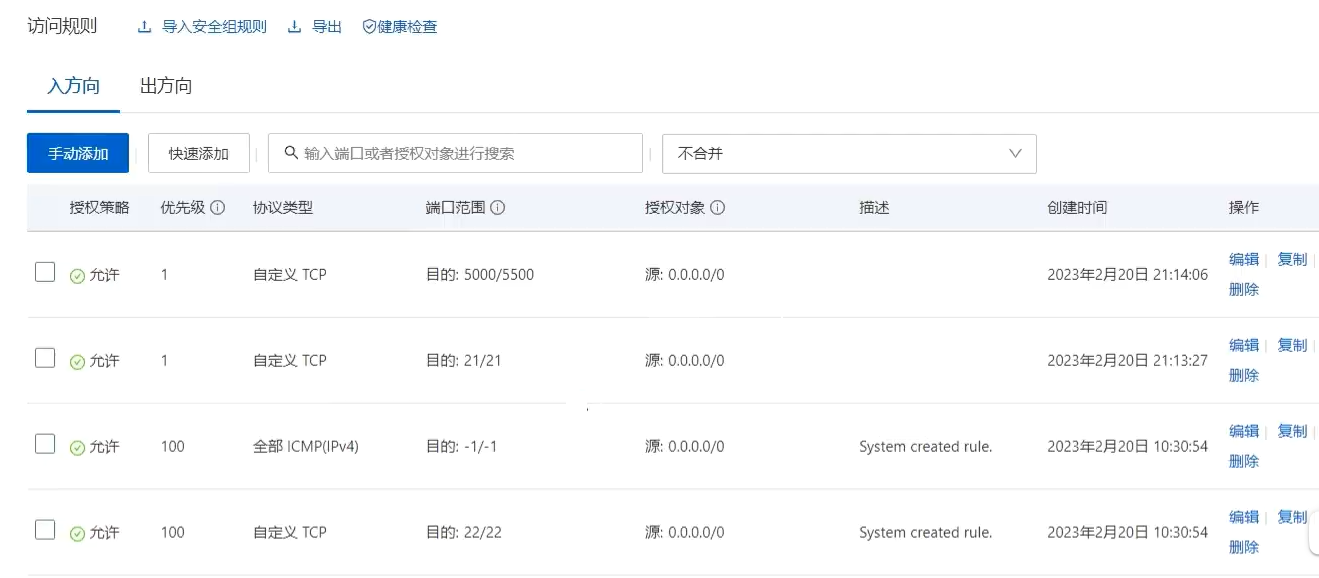 访问规则 导入安全组规则 导出 健康检查
入方向 出方向
手动添加 快速添加 输入端口或者授权对象进行搜索 不合并
授权策略 优先级 协议类型 端口范围 授权对象 描述 创建时间 操作
允许 1 自定义 TCP 目的: 5000/5500 源: 0.0.0.0/0 2023年2月20日 21:14:06 编辑 复制
删除
允许 1 自定义 TCP 目的: 21/21 源: 0.0.0.0/0 2023年2月20日 21:13:27 编辑 复制
删除
允许 100 全部 ICMP(IPv4) 目的: -1/-1 源: 0.0.0.0/0 System created rule. 2023年2月20日 10:30:54 编辑 复制
删除
允许 100 自定义 TCP 目的: 22/22 源: 0.0.0.0/0 System created rule. 2023年2月20日 10:30:54 编辑 复制
删除